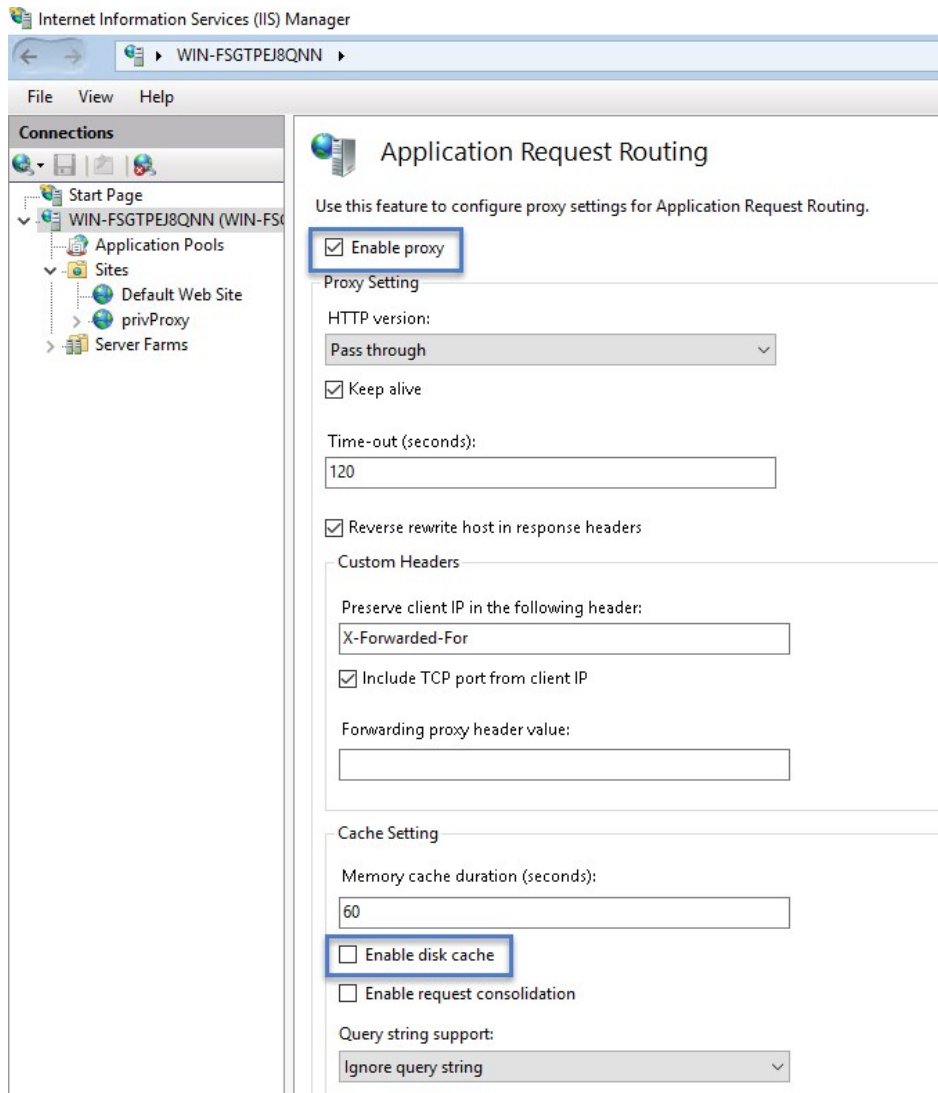 Internet Information Services (IIS) Manager
WIN-FSGTPEJ8QNN
File View Help
Connections
Start Page
WIN-FSGTPEJ8QNN (WIN-FSG
Application Pools
Sites
Default Web Site
privProxy
Server Farms
Application Request Routing
Use this feature to configure proxy settings for Application Request Routing.
Enable proxy
Proxy Setting
HTTP version:
Pass through
Keep alive
Time-out (seconds):
120
Reverse rewrite host in response headers
Custom Headers
Preserve client IP in the following header:
X-Forwarded-For
Include TCP port from client IP
Forwarding proxy header value:
Cache Setting
Memory cache duration (seconds):
60
Enable disk cache
Enable request consolidation
Query string support:
Ignore query string